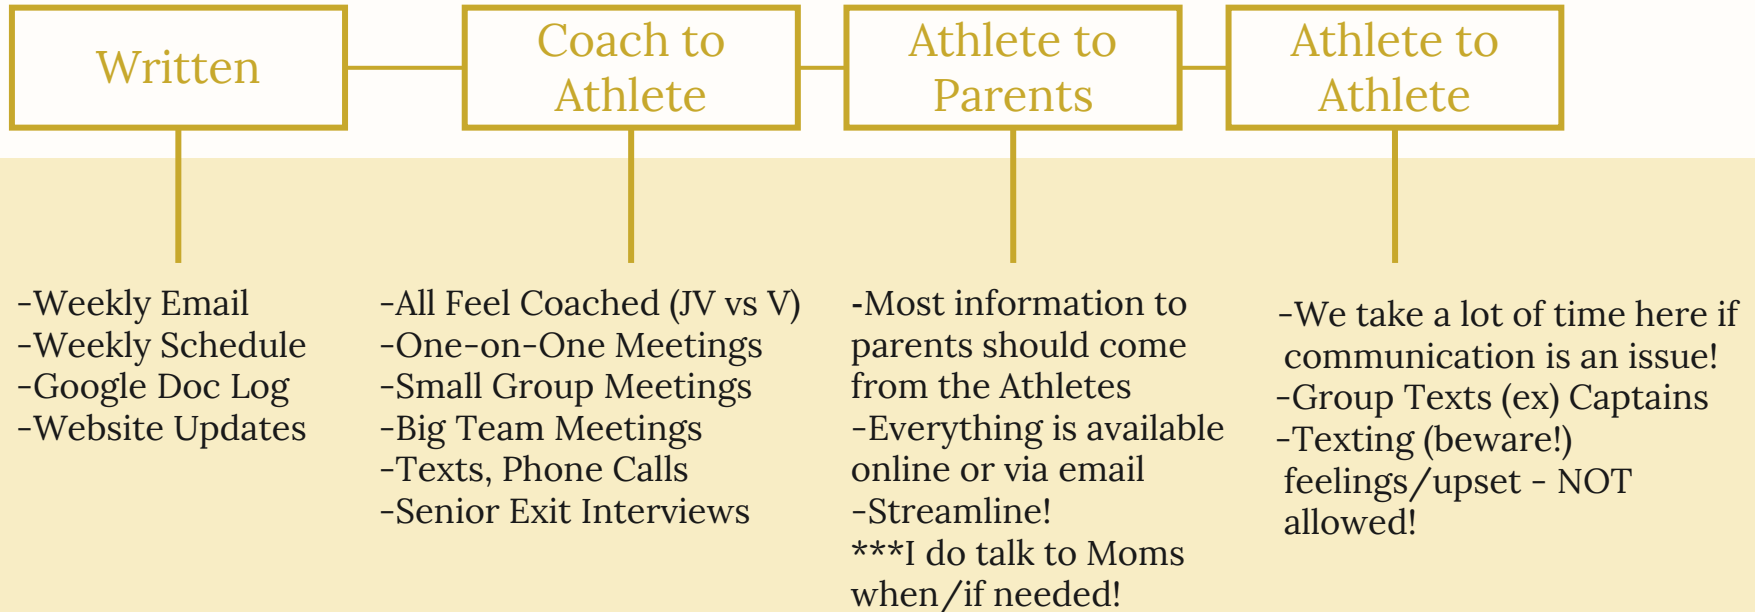 Written
Coach to
Athlete
Athlete to
Parents
Athlete to
Athlete
-Weekly Email
-Weekly Schedule
-Google Doc Log
-Website Updates
-All Feel Coached (JV vs V)
-One-on-One Meetings
-Small Group Meetings
-Big Team Meetings
-Texts, Phone Calls
-Senior Exit Interviews
-Most information to
parents should come
from the Athletes
-Everything is available
online or via email
-Streamline!
***I do talk to Moms
when/if needed!
-We take a lot of time here if
communication is an issue!
-Group Texts (ex) Captains
-Texting (beware!)
feelings/upset - NOT
allowed!